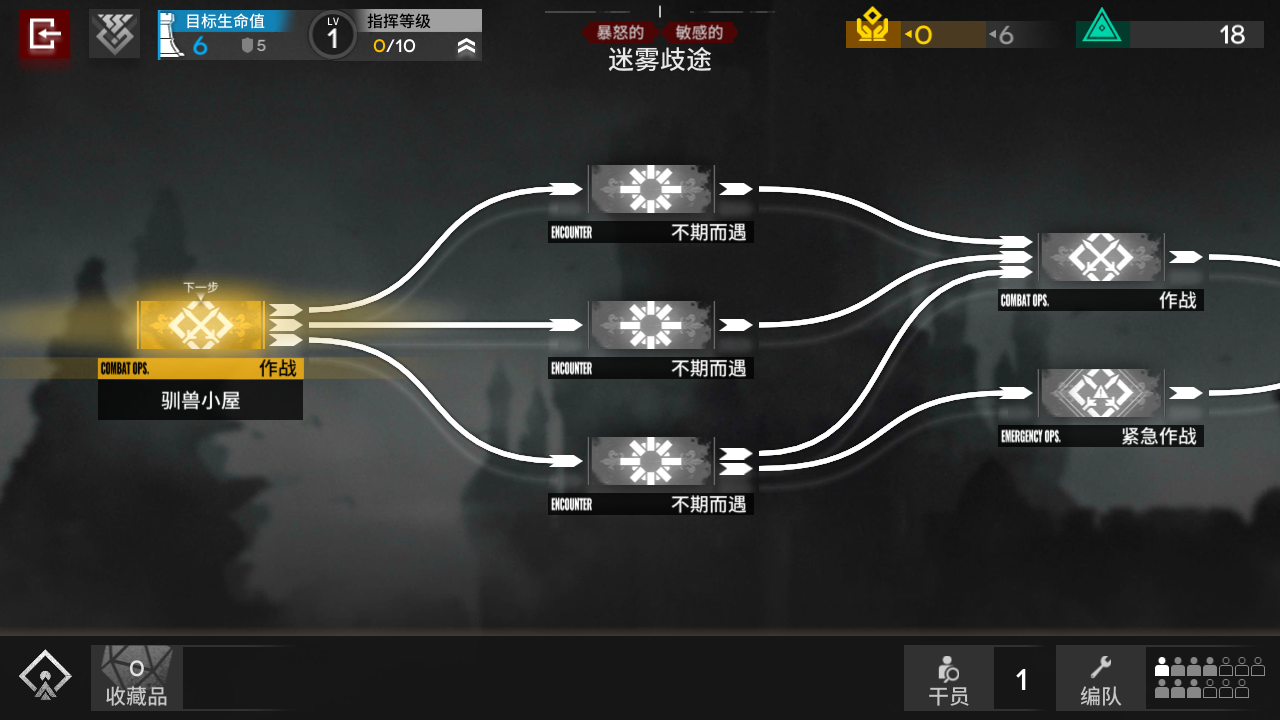 目标生命值
6
5
LV
1
指挥等级
0/10
暴怒的 敏感的
迷雾歧途
0
6
18
下一步
COMBAT OPS. 作战
驯兽小屋
ENCOUNTER 不期而遇
ENCOUNTER 不期而遇
ENCOUNTER 不期而遇
COMBAT OPS. 作战
EMERGENCY OPS. 紧急作战
0
收藏品
干员
1
编队